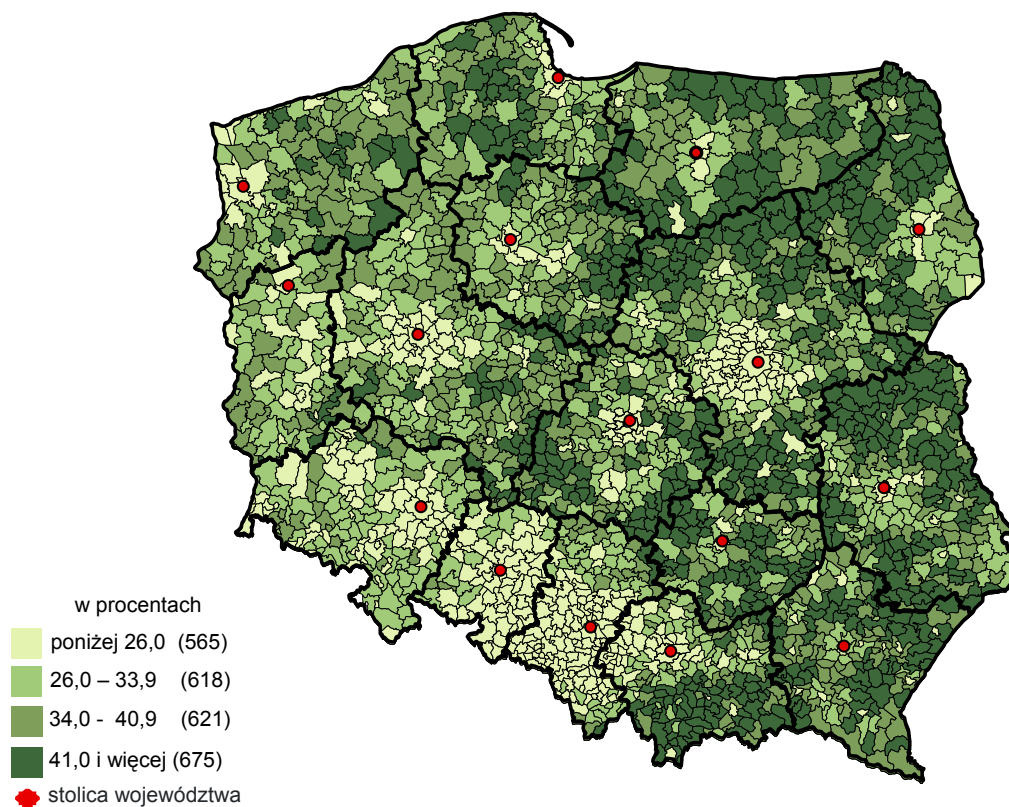 w procentach
poniżej 26,0 (565)
26,0 – 33,9 (618)
34,0 - 40,9 (621)
41,0 i więcej (675)
stolica województwa